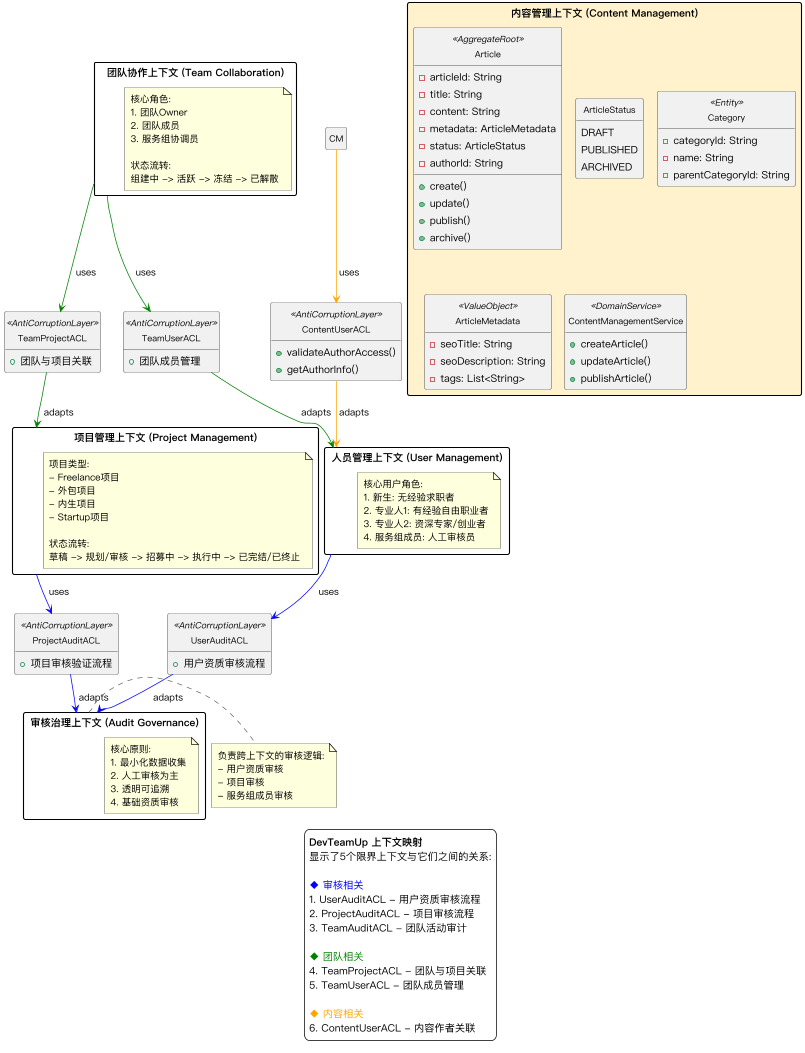 内容管理上下文 (Content Management)
«AggregateRoot»
Article
articleId: String
title: String
content: String
metadata: ArticleMetadata
status: ArticleStatus
authorId: String
create()
update()
publish()
archive()
ArticleStatus
DRAFT
PUBLISHED
ARCHIVED
«Entity»
Category
categoryId: String
name: String
parentCategoryId: String
«ValueObject»
ArticleMetadata
seoTitle: String
seoDescription: String
tags: List<String>
«DomainService»
ContentManagementService
createArticle()
updateArticle()
publishArticle()
团队协作上下文 (Team Collaboration)
核心角色:
1. 团队Owner
2. 团队成员
3. 服务组协调员
状态流转:
组建中 -> 活跃 -> 冻结 -> 已解散
CM
uses
uses
uses
«AntiCorruptionLayer»
TeamProjectACL
团队与项目关联
«AntiCorruptionLayer»
TeamUserACL
团队成员管理
«AntiCorruptionLayer»
ContentUserACL
validateAuthorAccess()
getAuthorInfo()
adapts
adapts
adapts
项目管理上下文 (Project Management)
项目类型:
- Freelance项目
- 外包项目
- 内生项目
- Startup项目
状态流转:
草稿 -> 规划/审核 -> 招募中 -> 执行中 -> 已完结/已终止
人员管理上下文 (User Management)
核心用户角色:
1. 新生: 无经验求职者
2. 专业人1: 有经验自由职业者
3. 专业人2: 资深专家/创业者
4. 服务组成员: 人工审核员
uses
uses
«AntiCorruptionLayer»
ProjectAuditACL
项目审核验证流程
«AntiCorruptionLayer»
UserAuditACL
用户资质审核流程
adapts
adapts
审核治理上下文 (Audit Governance)
核心原则:
1. 最小化数据收集
2. 人工审核为主
3. 透明可追溯
4. 基础资质审核
负责跨上下文的审核逻辑:
- 用户资质审核
- 项目审核
- 服务组成员审核
DevTeamUp 上下文映射
显示了5个限界上下文与它们之间的关系:
◆ 审核相关
1. UserAuditACL - 用户资质审核流程
2. ProjectAuditACL - 项目审核流程
3. TeamAuditACL - 团队活动审计
◆ 团队相关
4. TeamProjectACL - 团队与项目关联
5. TeamUserACL - 团队成员管理
◆ 内容相关
6. ContentUserACL - 内容作者关联